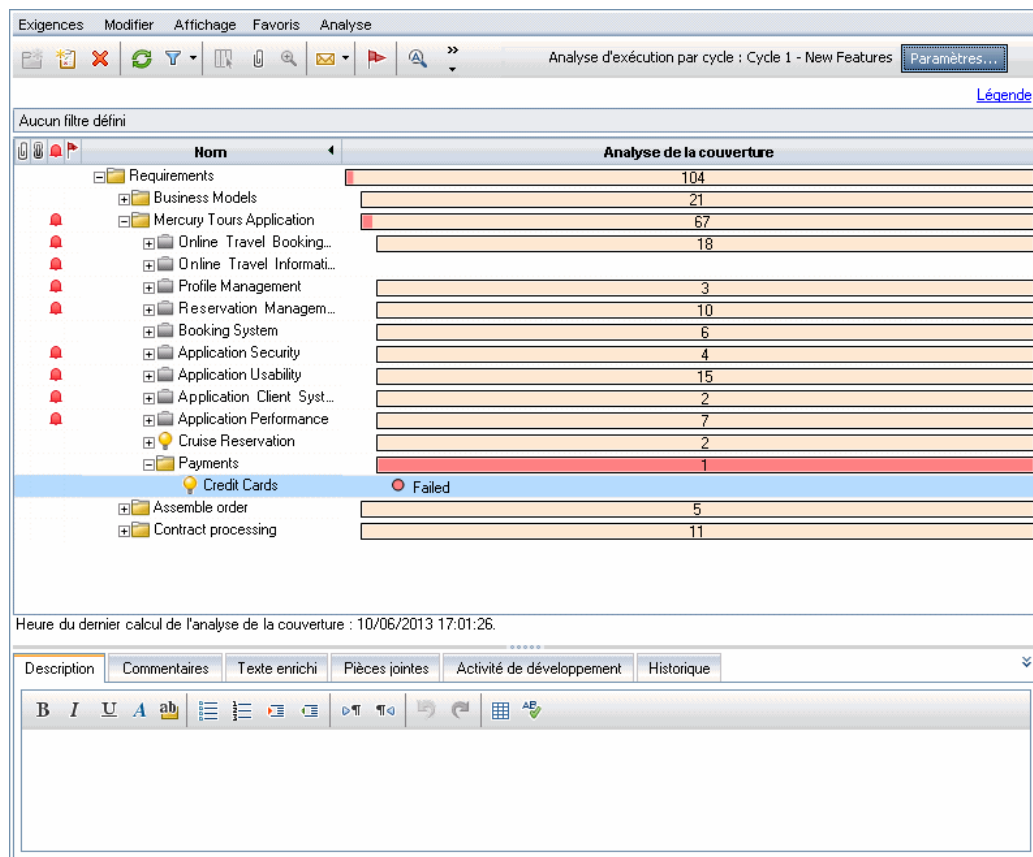 Exigences Modifier Affichage Favoris Analyse
Analyse d'exécution par cycle : Cycle 1 - New Features Paramètres...
Légende
Aucun filtre défini
Nom Analyse de la couverture
Requirements 104
Business Models 21
Mercury Tours Application 67
Online Travel Booking... 18
Online Travel Informati...
Profile Management 3
Reservation Managem... 10
Booking System 6
Application Security 4
Application Usability 15
Application Client Syst... 2
Application Performance 7
Cruise Reservation 2
Payments 1
Credit Cards Failed
Assemble order 5
Contract processing 11
Heure du dernier calcul de l'analyse de la couverture : 10/06/2013 17:01:26.
Description Commentaires Texte enrichi Pièces jointes Activité de développement Historique
B I U A ab